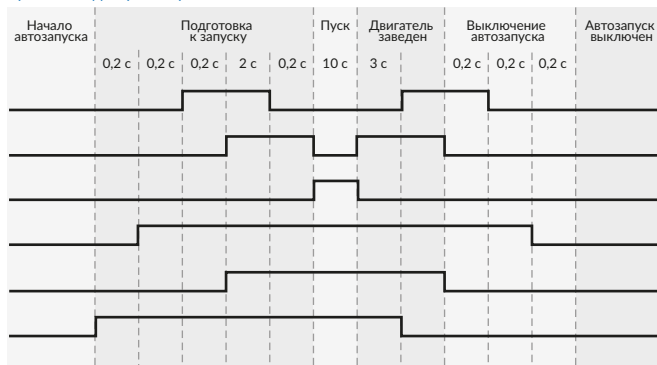 Начало автозапуска
Подготовка к запуску
Пуск
Двигатель заведен
Выключение автозапуска
Автозапуск выключен
0,2 с 0,2 с 0,2 с 2 с 0,2 с 10 с 3 с 0,2 с 0,2 с 0,2 с